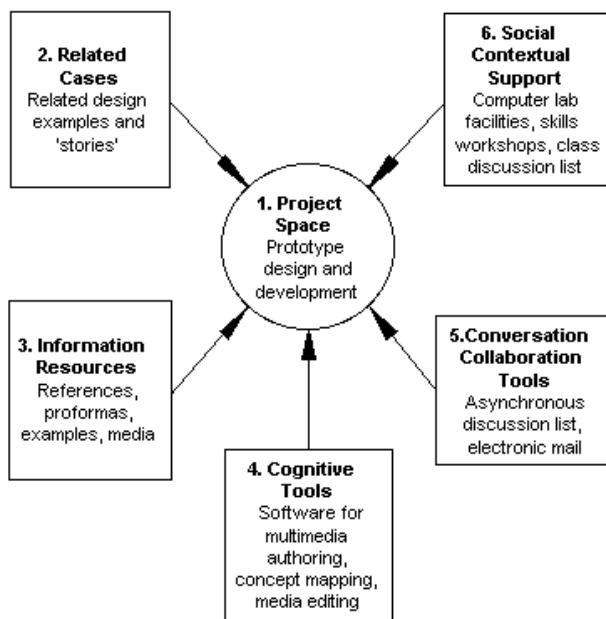 1. Project
Space
Prototype
design and
development
2. Related
Cases
Related design
examples and
'stories'
3. Information
Resources
References,
proformas,
examples, media
4. Cognitive
Tools
Software for
multimedia
authoring,
concept mapping,
media editing
5.Conversation
Collaboration
Tools
Asynchronous
discussion list,
electronic mail
6. Social
Contextual
Support
Computer lab
facilities, skills
workshops, class
discussion list